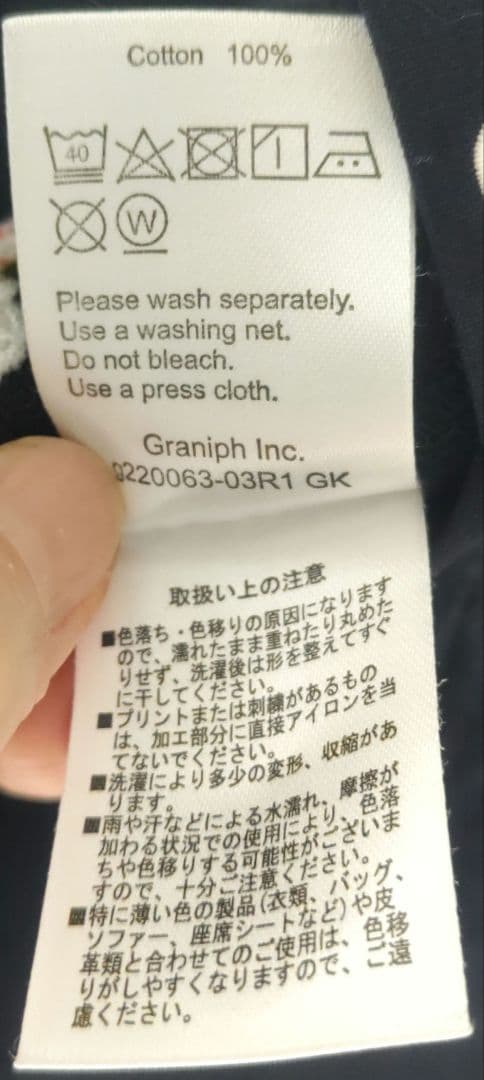 Cotton 100%
40
W
Please wash separately.
Use a washing net.
Do not bleach.
Use a press cloth.
Graniph Inc.
9220063-03R1 GK
取扱い上の注意
■色落ち・色移りの原因になります
ので、濡れたまま重ねたり丸めた
りせず、洗濯後は形を整えてすぐ
に干してください。
■プリントまたは刺繍があるもの
は、加工部分に直接アイロンを当
てないでください。
■洗濯により多少の変形、収縮があ
ります。
■雨や汗などによる水濡れ、摩擦が
加わる状況での使用により、色落
ちや色移りする可能性がございま
すので、十分ご注意ください。
■特に薄い色の製品(衣類、バッグ、
ソファー、座席シートなど)や皮
革類と合わせてのご使用は、色移
りがしやすくなりますので、ご遠
慮ください。